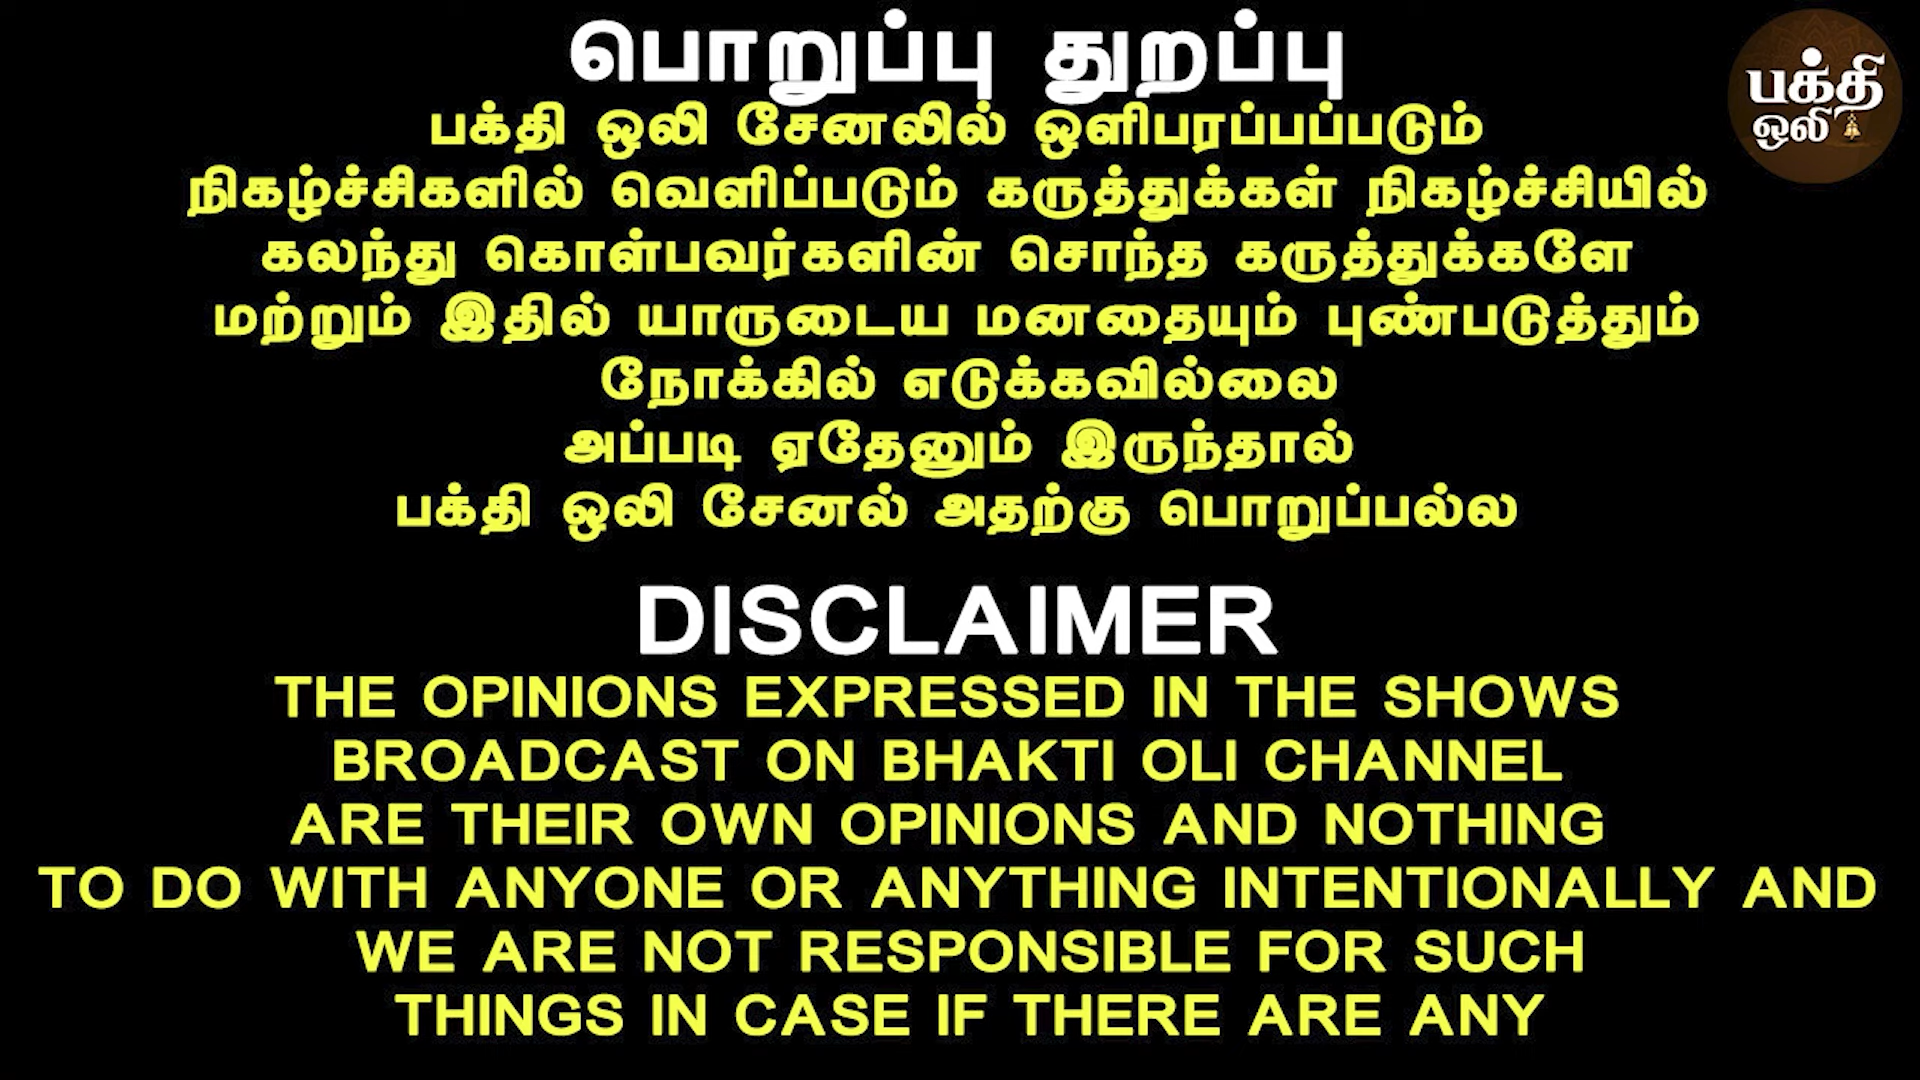 பொறுப்பு துறப்பு
பக்தி ஒலி சேனலில் ஒளிபரப்பப்படும்
நிகழ்ச்சிகளில் வெளிப்படும் கருத்துக்கள் நிகழ்ச்சியில்
கலந்து கொள்பவர்களின் சொந்த கருத்துக்களே
மற்றும் இதில் யாருடைய மனதையும் புண்படுத்தும்
நோக்கில் எடுக்கவில்லை
அப்படி ஏதேனும் இருந்தால்
பக்தி ஒலி சேனல் அதற்கு பொறுப்பல்ல
பக்தி
ஒலி
DISCLAIMER
THE OPINIONS EXPRESSED IN THE SHOWS
BROADCAST ON BHAKTI OLI CHANNEL
ARE THEIR OWN OPINIONS AND NOTHING
TO DO WITH ANYONE OR ANYTHING INTENTIONALLY AND
WE ARE NOT RESPONSIBLE FOR SUCH
THINGS IN CASE IF THERE ARE ANY